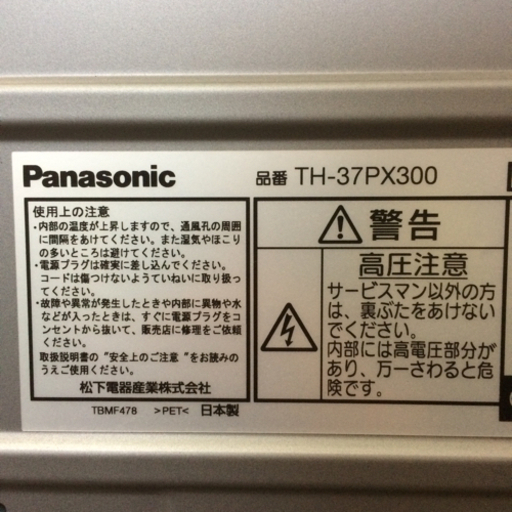 Panasonic 品番 TH-37PX300
使用上の注意
・内部の温度が上昇しますので、通風孔の周囲
に間隔をあけてください。また湿気やほこり
の多いところは避けてください。
・電源プラグは確実に差し込んでください。
コードは傷つけないようていねいに取り扱っ
てください。
・故障や異常が発生したときや内部に異物や水
などが入ったときは、すぐに電源プラグをコ
ンセントから抜いて、販売店に修理をご依頼
ください。
取扱説明書の"安全上のご注意"をお読みの
うえご使用ください。
松下電器産業株式会社
TBMF478 >PET< 日本製
警告
高圧注意
サービスマン以外の方
は、裏ぶたをあけない
でください。
内部には高電圧部分が
あり、万一さわると危
険です。